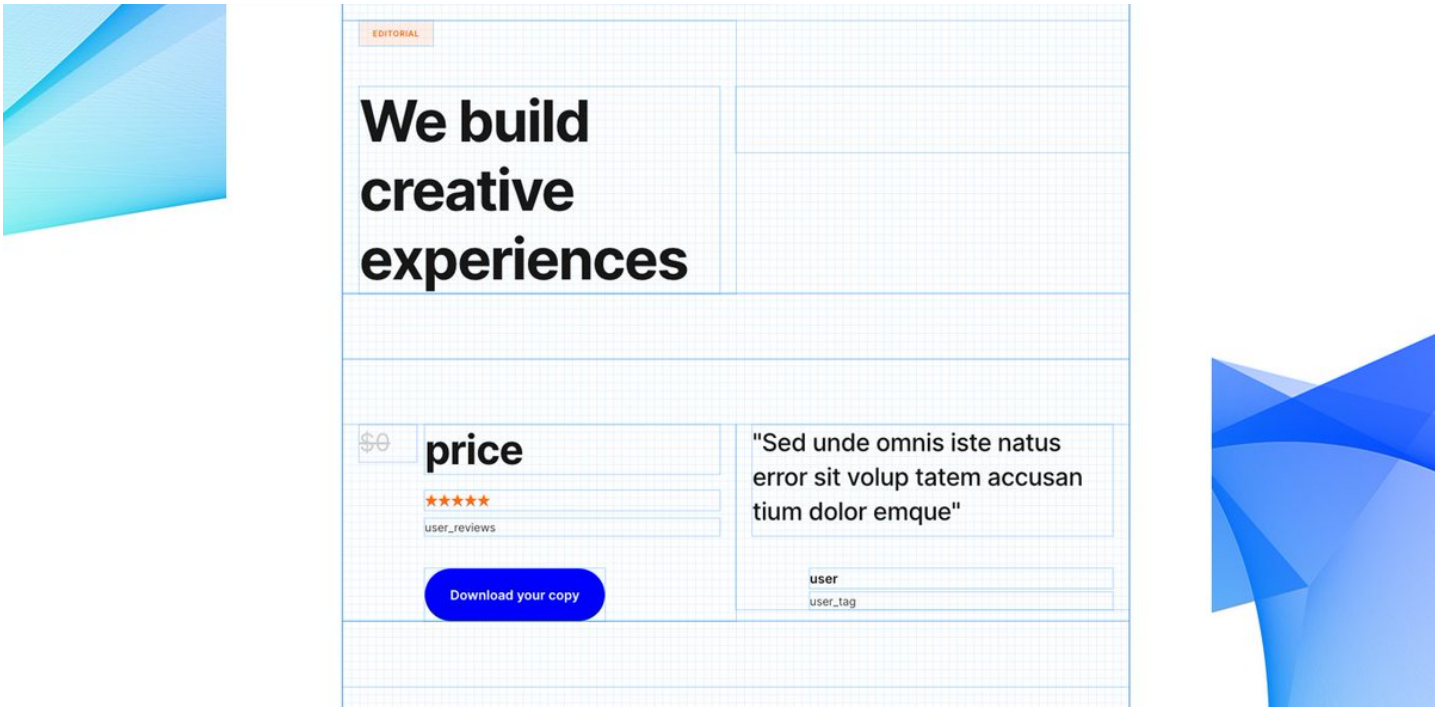 EDITORIAL
We build
creative
experiences
$0
price
★★★★★
user_reviews
Download your copy
"Sed unde omnis iste natus
error sit volup tatem accusan
tium dolor emque"
user
user_tag